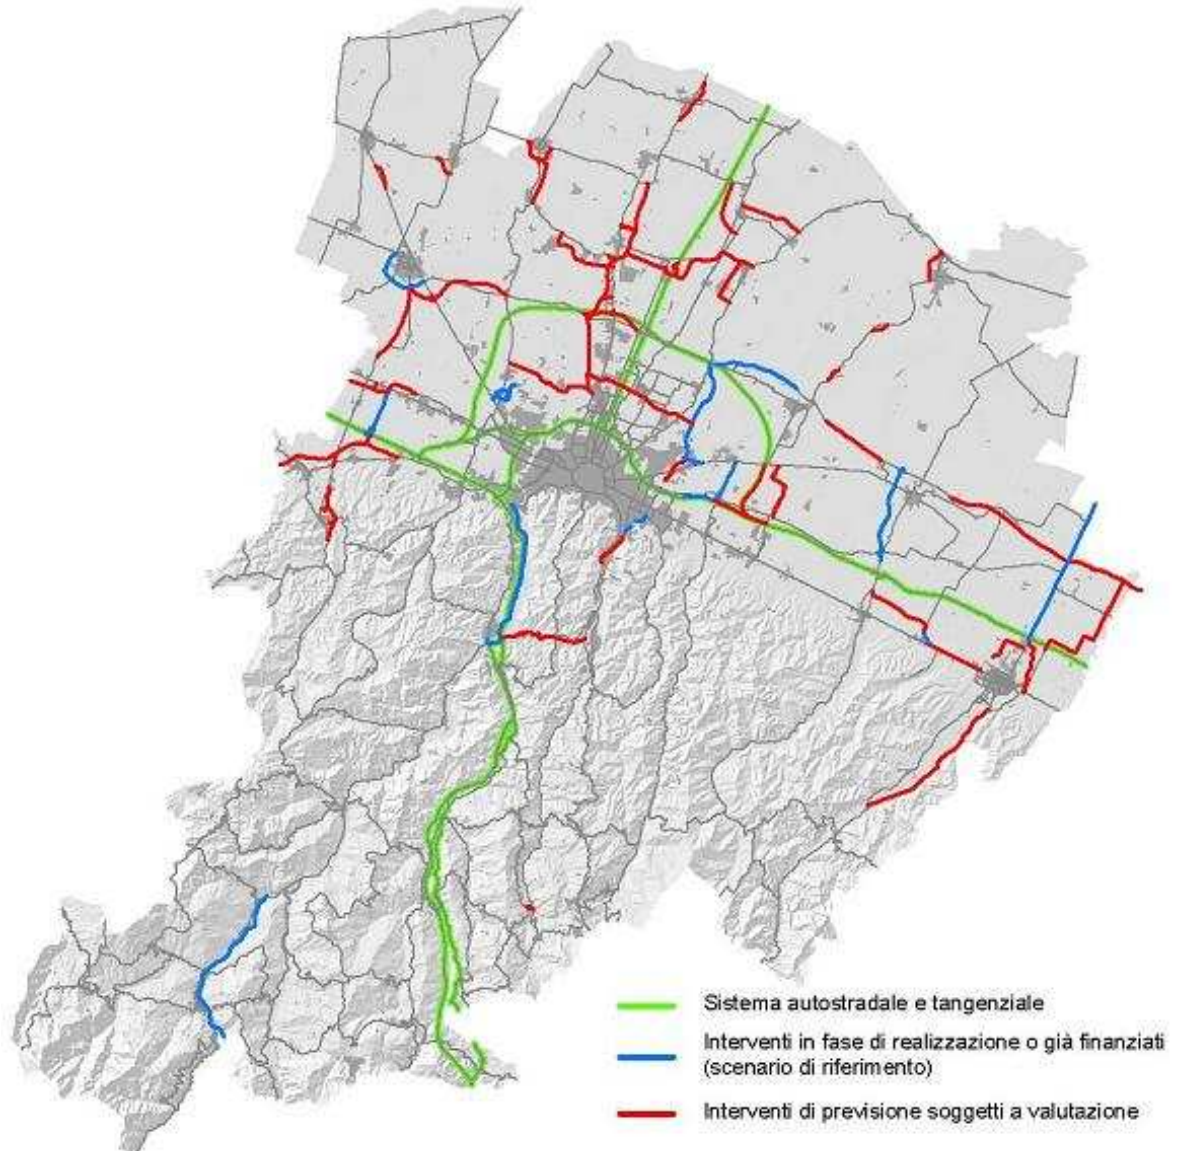 Sistema autostradale e tangenziale
Interventi in fase di realizzazione o già finanziati
(scenario di riferimento)
Interventi di previsione soggetti a valutazione